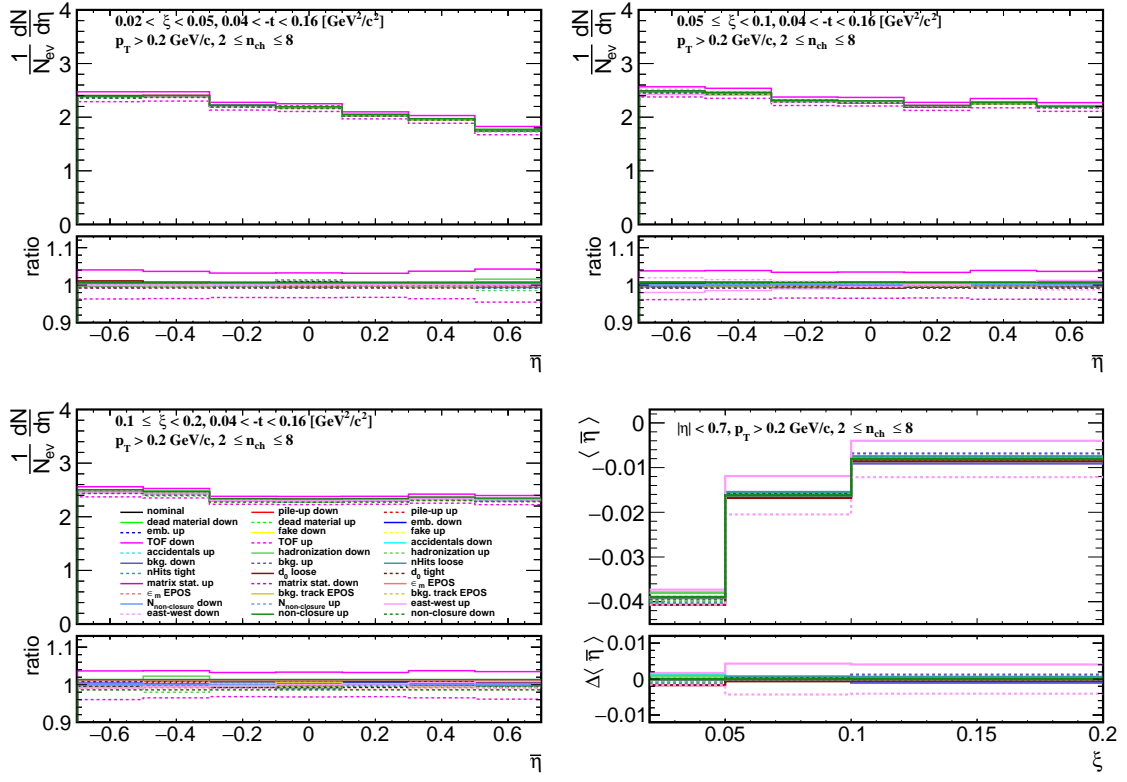 1/N_ev dN/dη
0.02 < ξ < 0.05, 0.04 < -t < 0.16 [GeV²/c²]
p_T > 0.2 GeV/c, 2 ≤ n_ch ≤ 8
4
3
2
1
0
ratio
1.1
1
0.9
−0.6 −0.4 −0.2 0 0.2 0.4 0.6
η̅
1/N_ev dN/dη
0.05 ≤ ξ < 0.1, 0.04 < -t < 0.16 [GeV²/c²]
p_T > 0.2 GeV/c, 2 ≤ n_ch ≤ 8
4
3
2
1
0
ratio
1.1
1
0.9
−0.6 −0.4 −0.2 0 0.2 0.4 0.6
η̅
1/N_ev dN/dη
0.1 ≤ ξ < 0.2, 0.04 < -t < 0.16 [GeV²/c²]
p_T > 0.2 GeV/c, 2 ≤ n_ch ≤ 8
4
3
2
1
0
nominal pile-up down pile-up up
dead material down dead material up emb. down
emb. up fake down fake up
TOF down TOF up accidentals down
accidentals up hadronization down hadronization up
bkg. down bkg. up nHits loose
nHits tight d_0 loose d_0 tight
matrix stat. up matrix stat. down ϵ_m EPOS
ϵ_m EPOS bkg. track EPOS bkg. track EPOS
N_non-closure down N_non-closure up east-west up
east-west down non-closure up non-closure down
ratio
1.1
1
0.9
−0.6 −0.4 −0.2 0 0.2 0.4 0.6
η̅
⟨ η̅ ⟩
|η| < 0.7, p_T > 0.2 GeV/c, 2 ≤ n_ch ≤ 8
0
−0.01
−0.02
−0.03
−0.04
Δ⟨ η̅ ⟩
0.01
0
−0.01
0.05 0.1 0.15 0.2
ξ